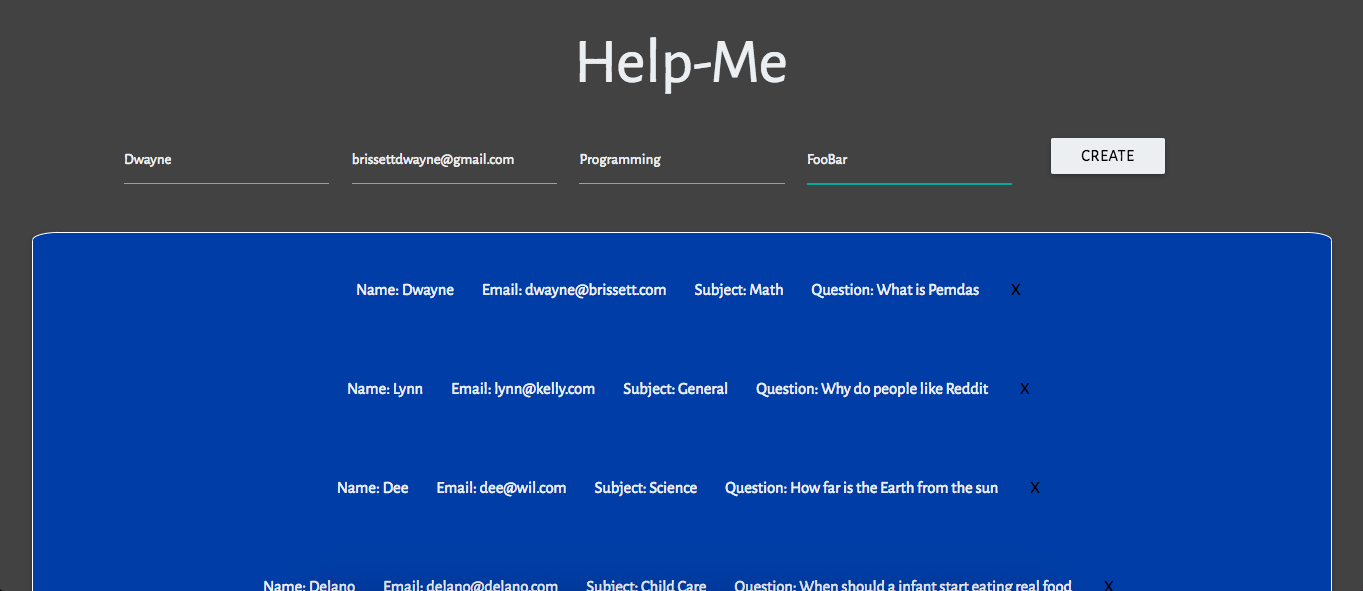 Help-Me
Dwayne brissettdwayne@gmail.com Programming FooBar CREATE
Name: Dwayne Email: dwayne@brissett.com Subject: Math Question: What is Pemdas X
Name: Lynn Email: lynn@kelly.com Subject: General Question: Why do people like Reddit X
Name: Dee Email: dee@wil.com Subject: Science Question: How far is the Earth from the sun X
Name: Delano Email: delano@delano.com Subject: Child Care Question: When should a infant start eating real food X